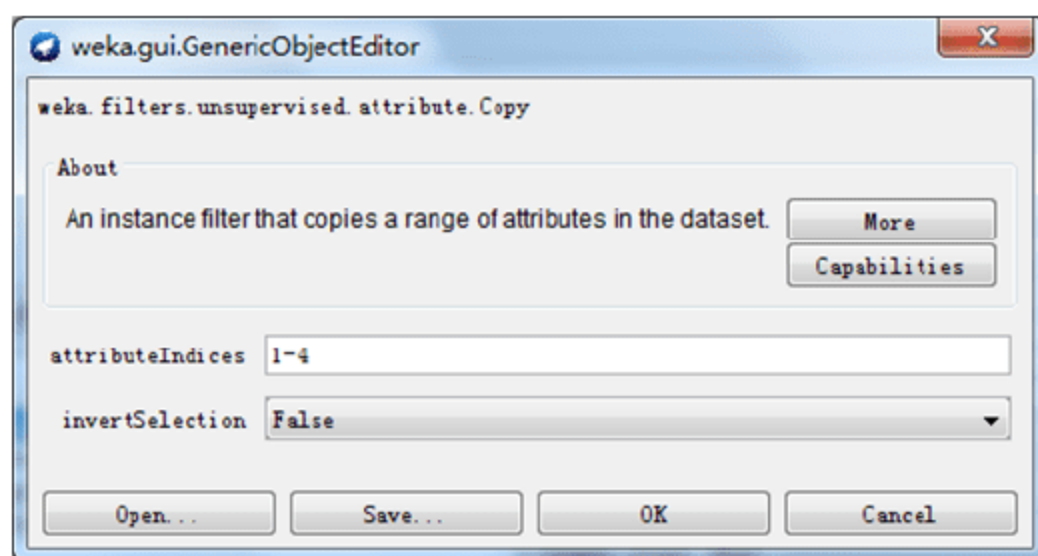 weka.gui.GenericObjectEditor
weka.filters.unsupervised.attribute.Copy
About
An instance filter that copies a range of attributes in the dataset.
More
Capabilities
attributeIndices 1-4
invertSelection False
Open... Save... OK Cancel